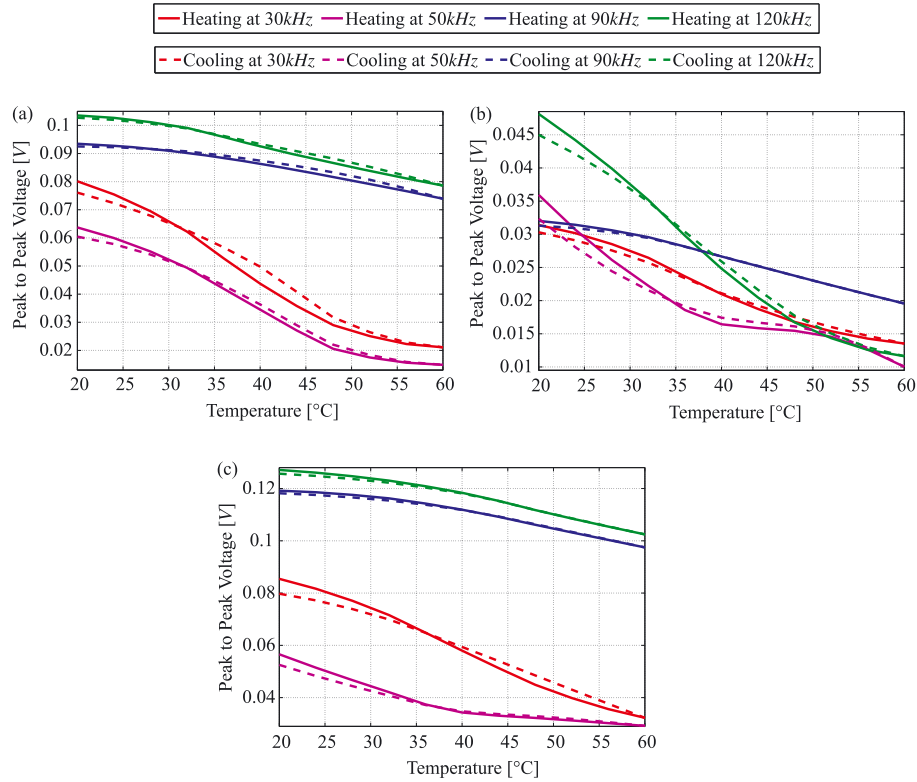 Heating at 30kHz Heating at 50kHz Heating at 90kHz Heating at 120kHz
Cooling at 30kHz Cooling at 50kHz Cooling at 90kHz Cooling at 120kHz
(a)
Peak to Peak Voltage [V]
0.1
0.09
0.08
0.07
0.06
0.05
0.04
0.03
0.02
20 25 30 35 40 45 50 55 60
Temperature [°C]
(b)
Peak to Peak Voltage [V]
0.045
0.04
0.035
0.03
0.025
0.02
0.015
0.01
20 25 30 35 40 45 50 55 60
Temperature [°C]
(c)
Peak to Peak Voltage [V]
0.12
0.1
0.08
0.06
0.04
20 25 30 35 40 45 50 55 60
Temperature [°C]